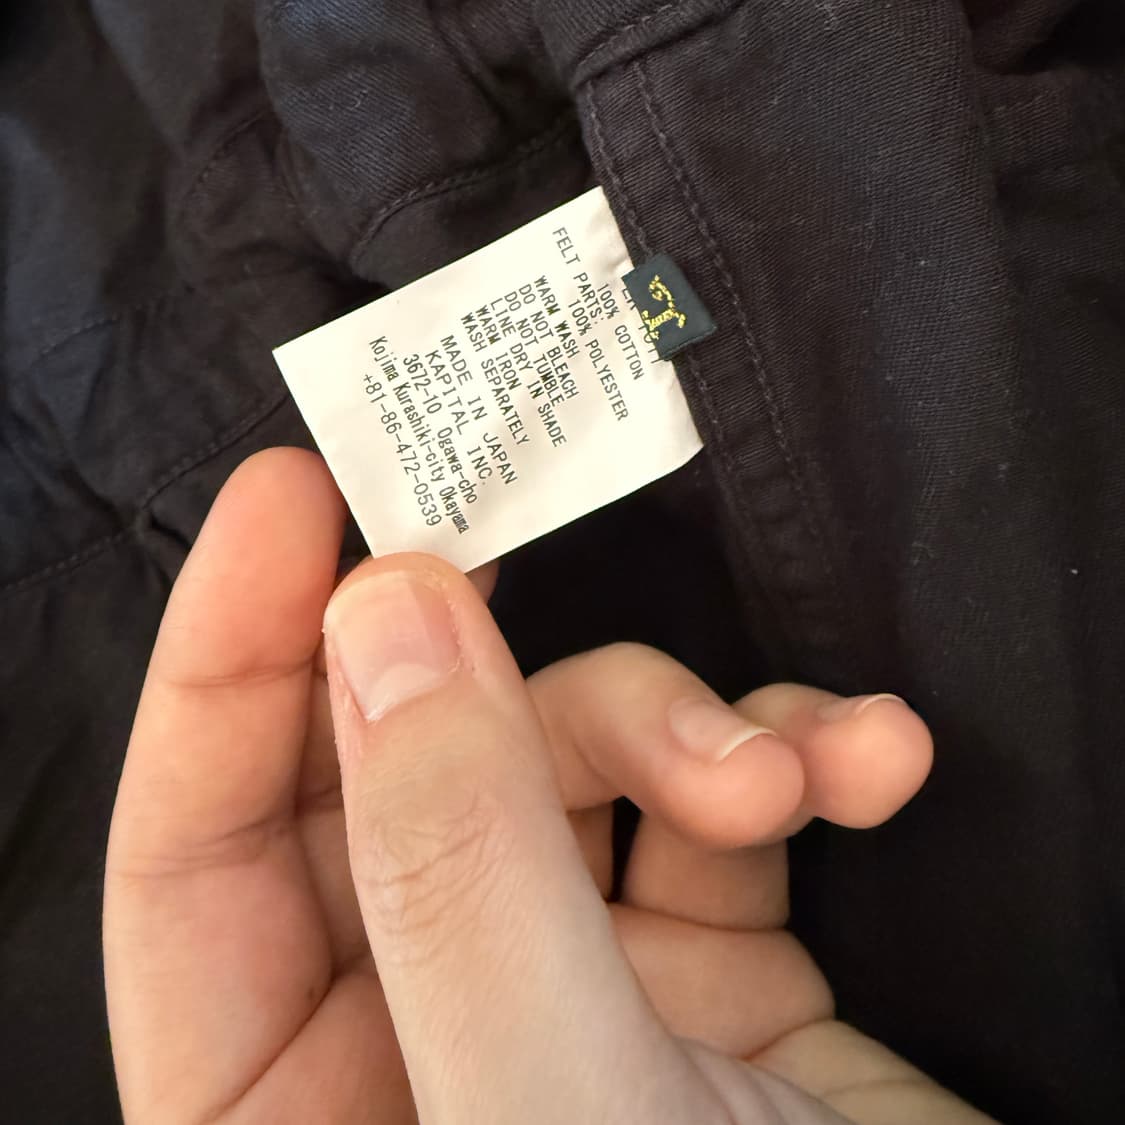 100% COTTON
FELT PARTS:
100% POLYESTER
WARM WASH
DO NOT BLEACH
DO NOT TUMBLE
LINE DRY IN SHADE
WARM IRON
WASH SEPARATELY
MADE IN JAPAN
KAPITAL INC.
3672-10 Ogawa-cho
Kojima Kurashiki-city Okayama
+81-86-472-0539